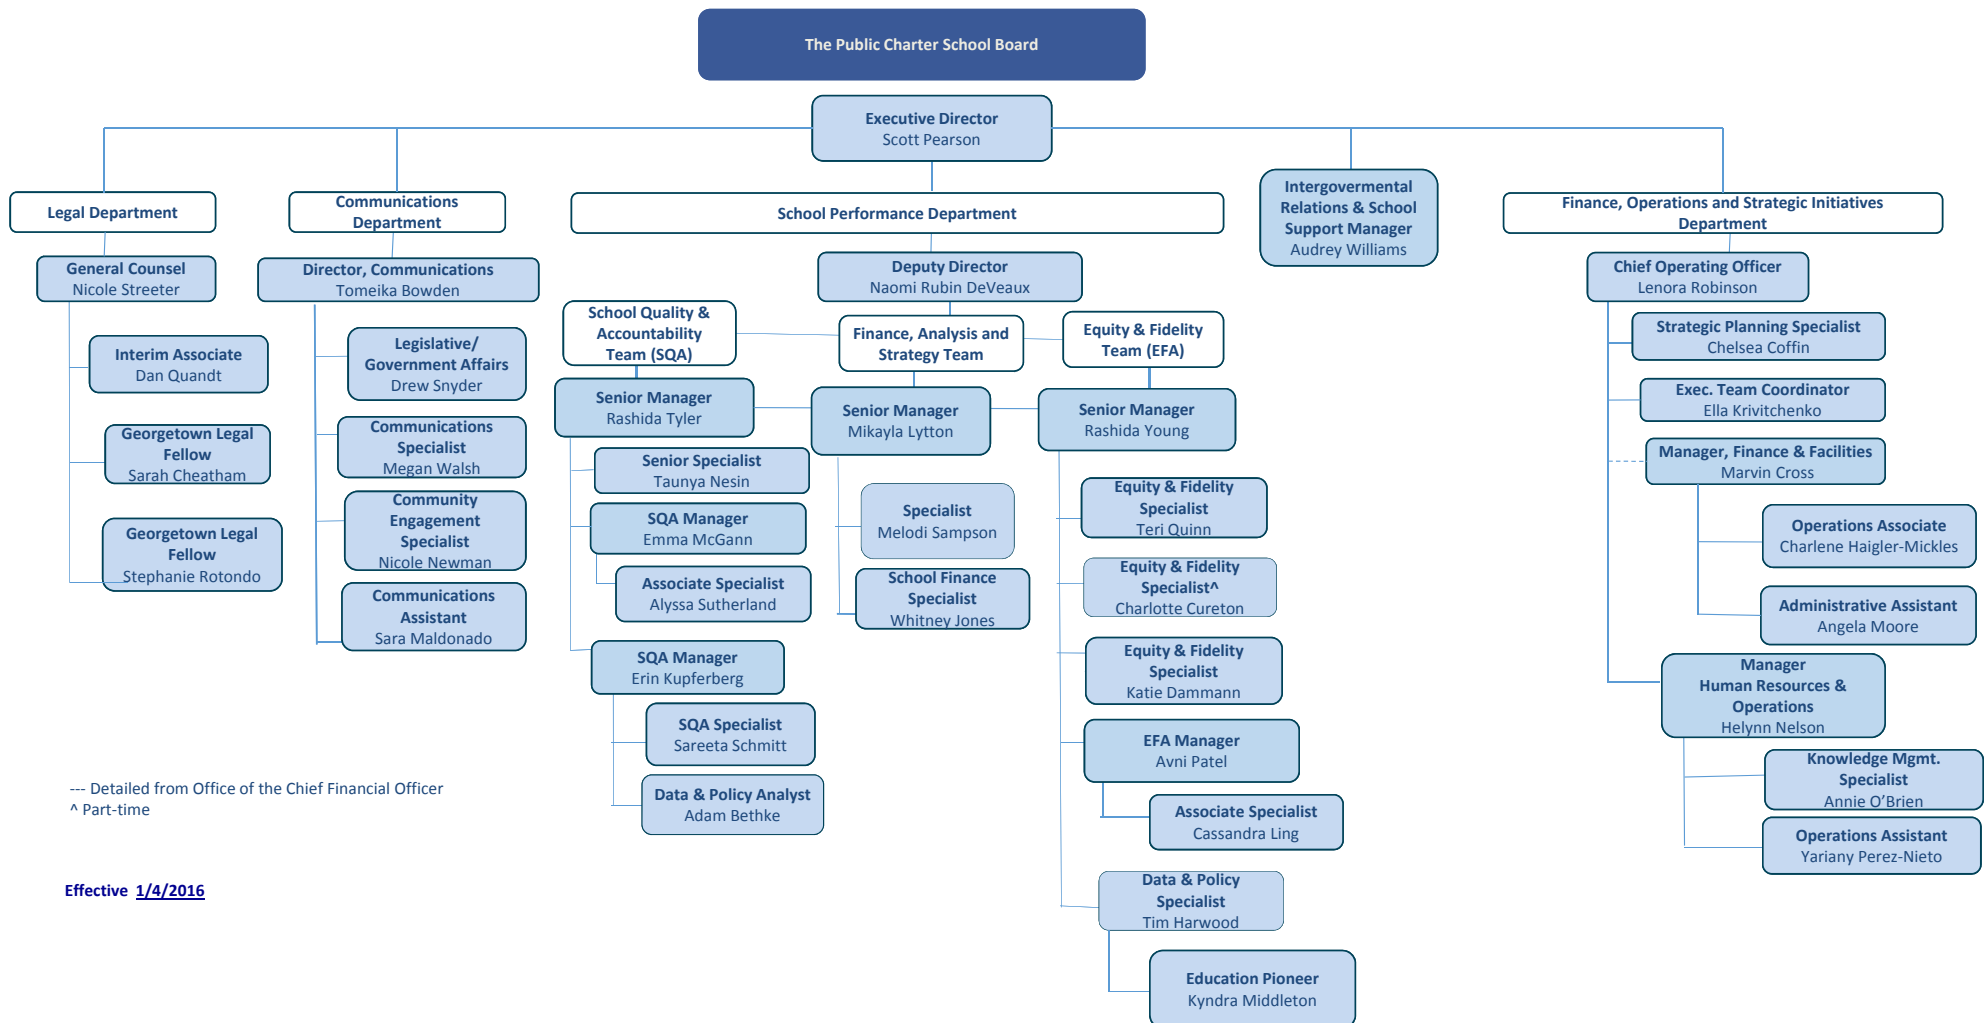 The Public Charter School Board
Executive Director
Scott Pearson
Legal Department
General Counsel
Nicole Streeter
Interim Associate
Dan Quandt
Georgetown Legal
Fellow
Sarah Cheatham
Georgetown Legal
Fellow
Stephanie Rotondo
Communications
Department
Director, Communications
Tomeika Bowden
Legislative/
Government Affairs
Drew Snyder
Communications
Specialist
Megan Walsh
Community
Engagement
Specialist
Nicole Newman
Communications
Assistant
Sara Maldonado
School Performance Department
Deputy Director
Naomi Rubin DeVeaux
School Quality &
Accountability
Team (SQA)
Senior Manager
Rashida Tyler
Senior Specialist
Taunya Nesin
SQA Manager
Emma McGann
Associate Specialist
Alyssa Sutherland
SQA Manager
Erin Kupferberg
SQA Specialist
Sareeta Schmitt
Data & Policy Analyst
Adam Bethke
Finance, Analysis and
Strategy Team
Senior Manager
Mikayla Lytton
Specialist
Melodi Sampson
School Finance
Specialist
Whitney Jones
Equity & Fidelity
Team (EFA)
Senior Manager
Rashida Young
Equity & Fidelity
Specialist
Teri Quinn
Equity & Fidelity
Specialist^
Charlotte Cureton
Equity & Fidelity
Specialist
Katie Dammann
EFA Manager
Avni Patel
Associate Specialist
Cassandra Ling
Data & Policy
Specialist
Tim Harwood
Education Pioneer
Kyndra Middleton
Intergovermental
Relations & School
Support Manager
Audrey Williams
Finance, Operations and Strategic Initiatives
Department
Chief Operating Officer
Lenora Robinson
Strategic Planning Specialist
Chelsea Coffin
Exec. Team Coordinator
Ella Krivitchenko
Manager, Finance & Facilities
Marvin Cross
Operations Associate
Charlene Haigler-Mickles
Administrative Assistant
Angela Moore
Manager
Human Resources &
Operations
Helynn Nelson
Knowledge Mgmt.
Specialist
Annie O’Brien
Operations Assistant
Yariany Perez-Nieto
--- Detailed from Office of the Chief Financial Officer
^ Part-time
Effective 1/4/2016